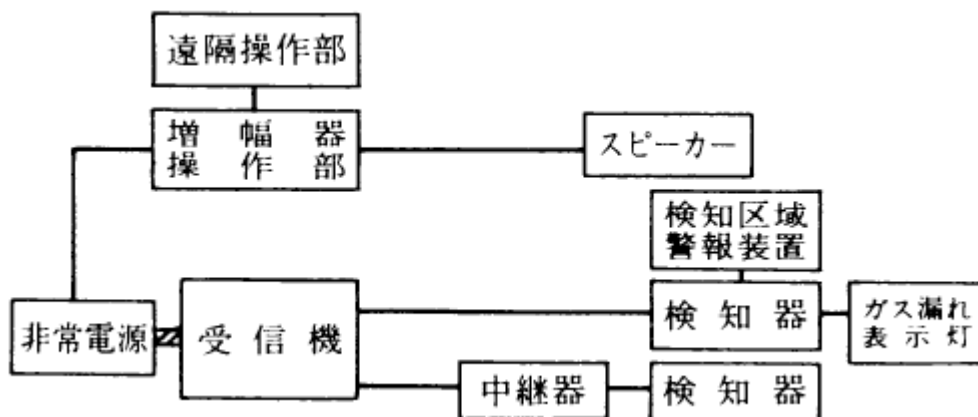 遠隔操作部
増幅器
操作部
スピーカー
検知区域
警報装置
非常電源
受信機
検知器
ガス漏れ
表示灯
中継器
検知器